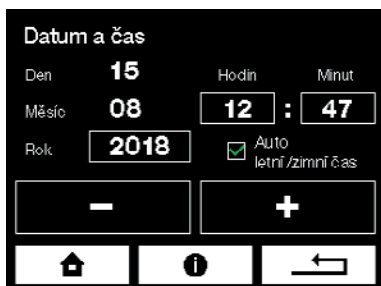 Datum a čas
Den 15 Hodin Minut
Měsíc 08 12 : 47
Rok 2018 Auto
letní/zimní čas
− +